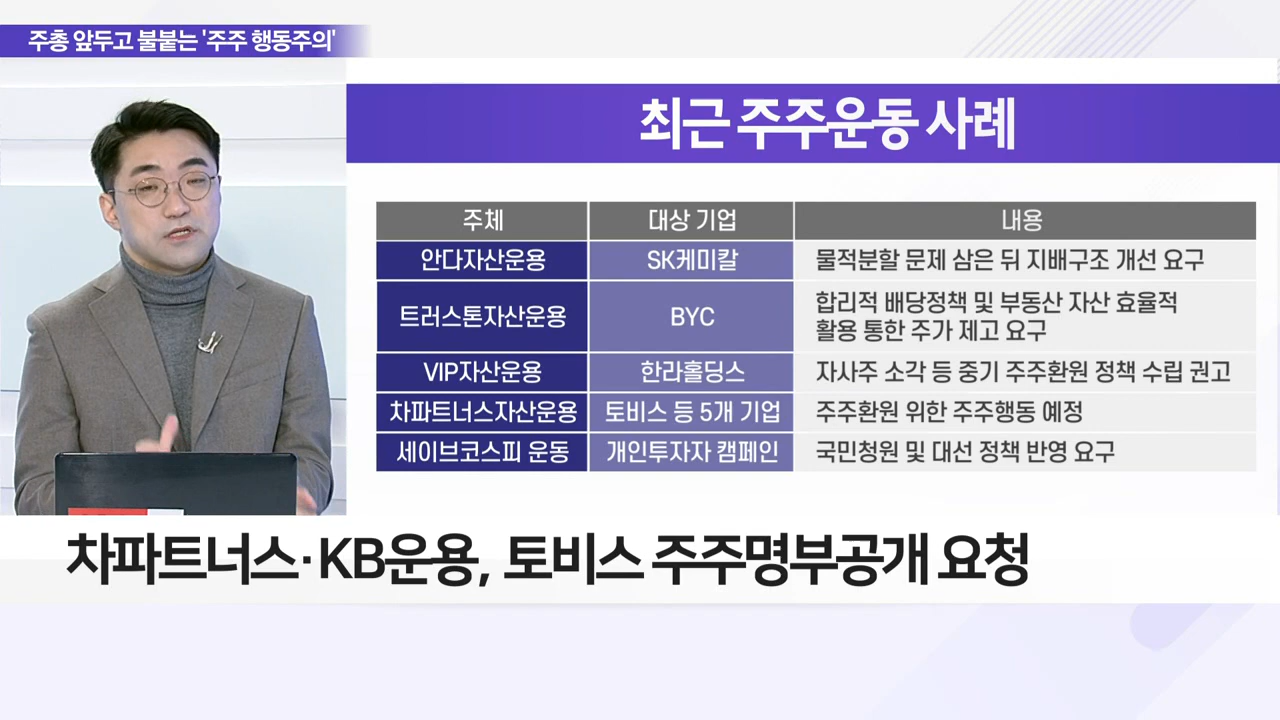 주총 앞두고 불붙는 '주주 행동주의'
최근 주주운동 사례
주체 대상 기업 내용
안다자산운용 SK케미칼 물적분할 문제 삼은 뒤 지배구조 개선 요구
트러스톤자산운용 BYC 합리적 배당정책 및 부동산 자산 효율적
활용 통한 주가 제고 요구
VIP자산운용 한라홀딩스 자사주 소각 등 중기 주주환원 정책 수립 권고
차파트너스자산운용 토비스 등 5개 기업 주주환원 위한 주주행동 예정
세이브코스피 운동 개인투자자 캠페인 국민청원 및 대선 정책 반영 요구
차파트너스·KB운용, 토비스 주주명부공개 요청